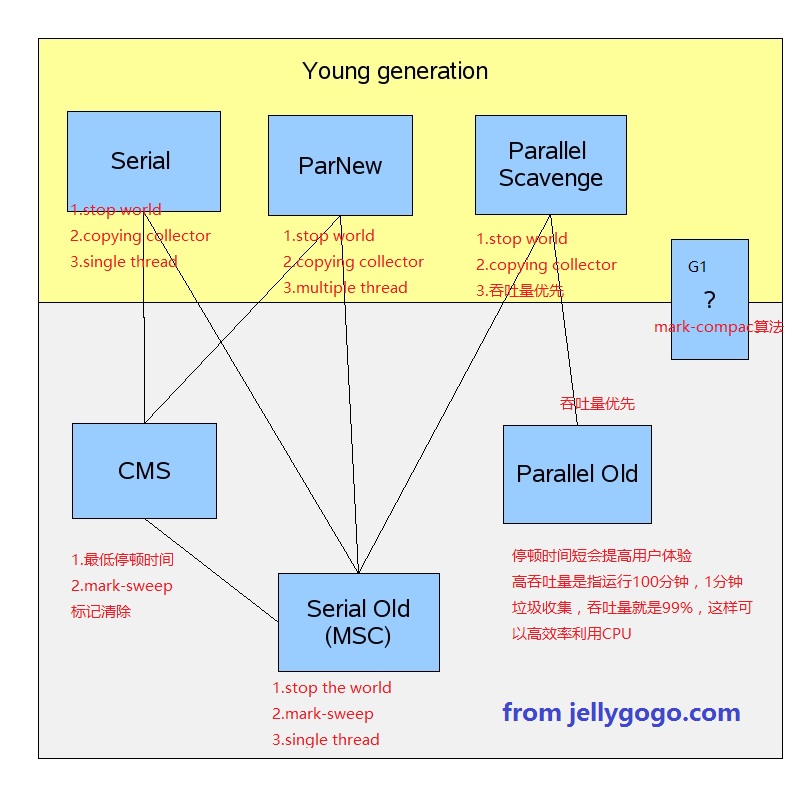 Young generation
Serial
1.stop world
2.copying collector
3.single thread
ParNew
1.stop world
2.copying collector
3.multiple thread
Parallel
Scavenge
1.stop world
2.copying collector
3.吞吐量优先
G1
?
mark-compac算法
CMS
1.最低停顿时间
2.mark-sweep
标记清除
Serial Old
(MSC)
1.stop the world
2.mark-sweep
3.single thread
吞吐量优先
Parallel Old
停顿时间短会提高用户体验
高吞吐量是指运行100分钟，1分钟
垃圾收集，吞吐量就是99%，这样可
以高效率利用CPU
from jellygogo.com